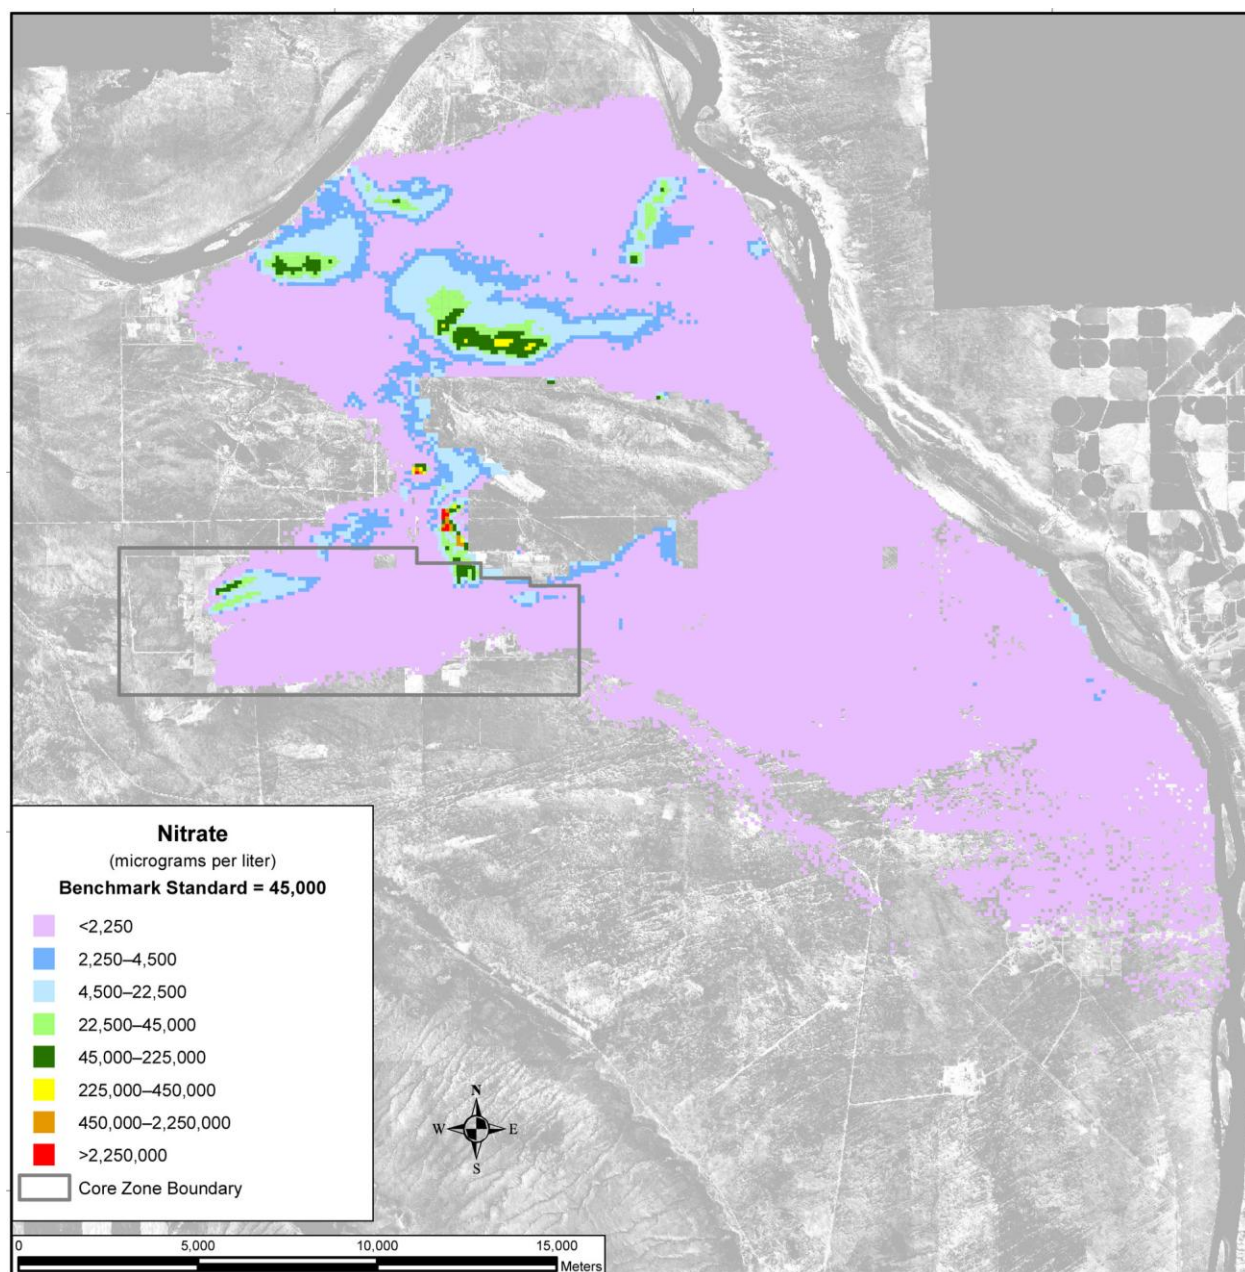 Nitrate
(micrograms per liter)
Benchmark Standard = 45,000
<2,250
2,250–4,500
4,500–22,500
22,500–45,000
45,000–225,000
225,000–450,000
450,000–2,250,000
>2,250,000
Core Zone Boundary
N
W E
S
0 5,000 10,000 15,000
Meters